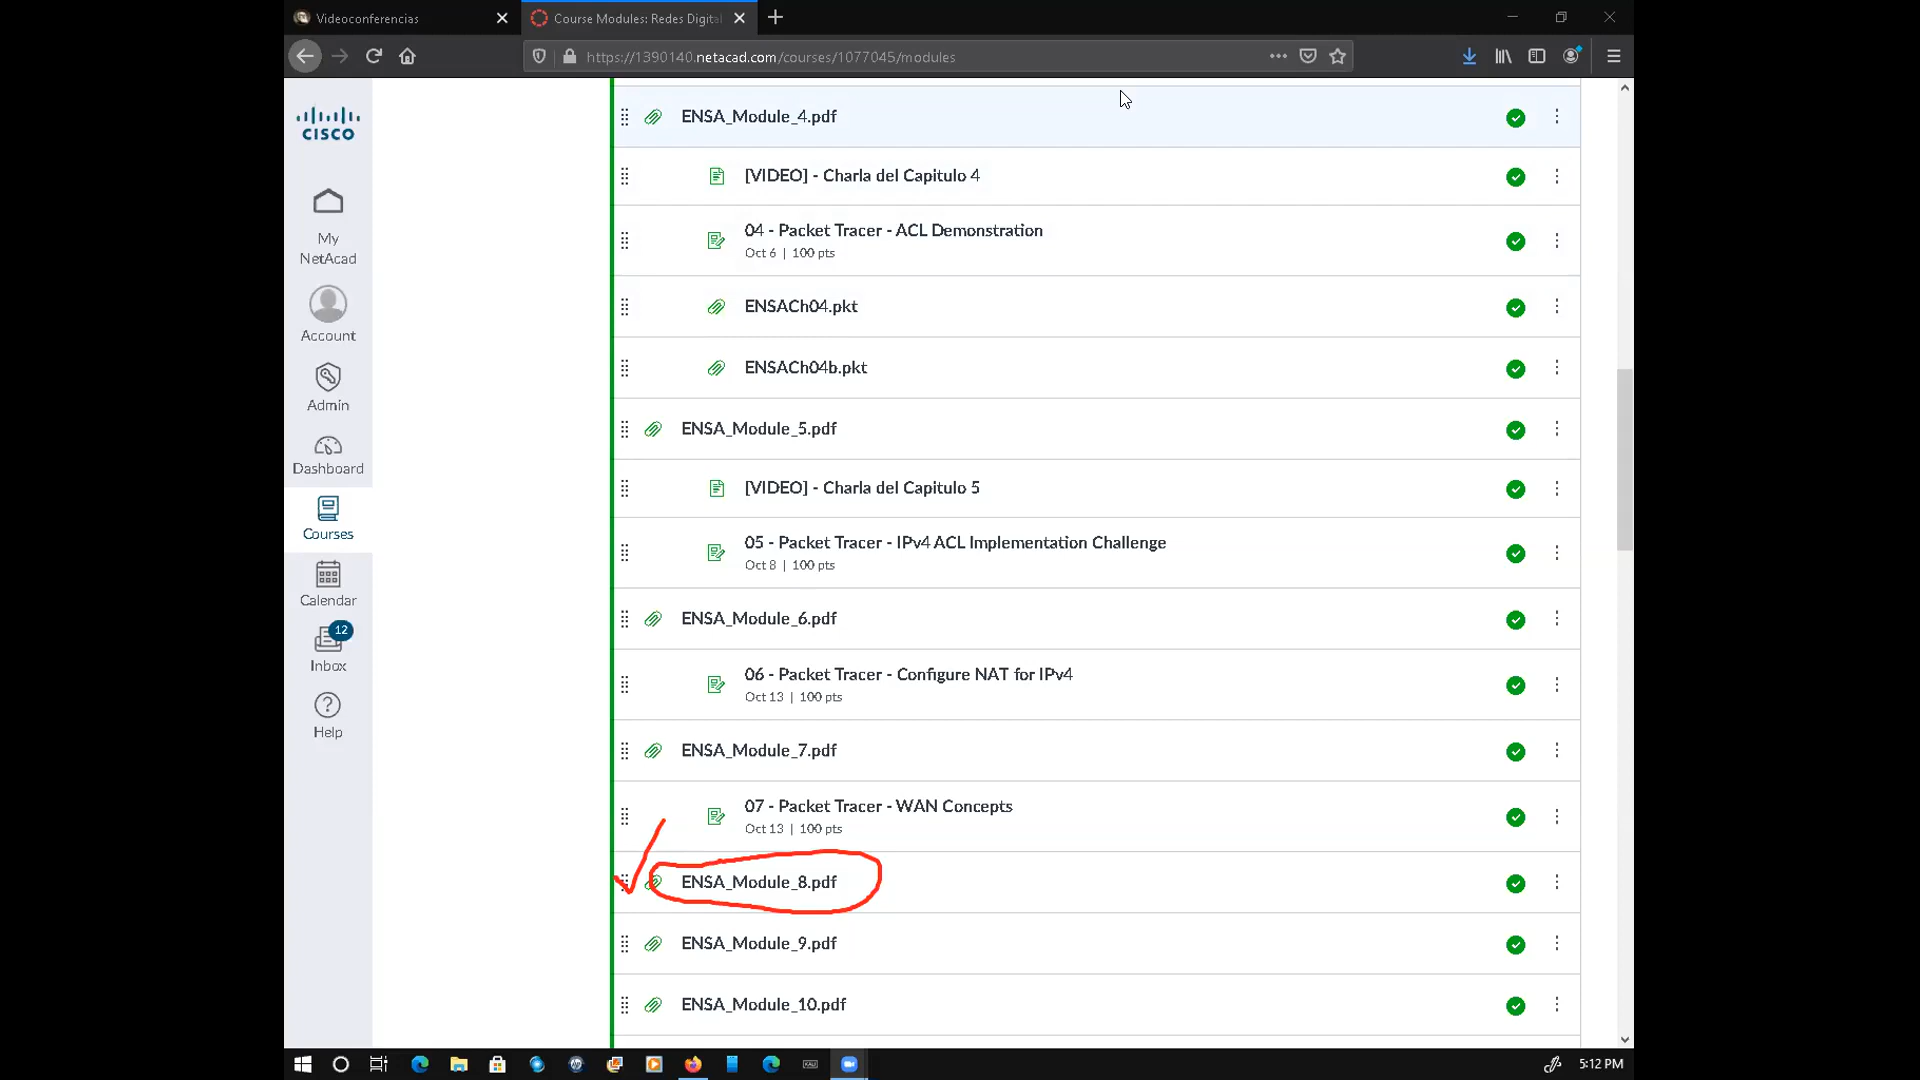 Videoconferencias
Course Modules: Redes Digital
https://1390140.netacad.com/courses/1077045/modules
CISCO
My
NetAcad
Account
Admin
Dashboard
Courses
Calendar
12
Inbox
Help
ENSA_Module_4.pdf
[VIDEO] - Charla del Capitulo 4
04 - Packet Tracer - ACL Demonstration
Oct 6 | 100 pts
ENSACh04.pkt
ENSACh04b.pkt
ENSA_Module_5.pdf
[VIDEO] - Charla del Capitulo 5
05 - Packet Tracer - IPv4 ACL Implementation Challenge
Oct 8 | 100 pts
ENSA_Module_6.pdf
06 - Packet Tracer - Configure NAT for IPv4
Oct 13 | 100 pts
ENSA_Module_7.pdf
07 - Packet Tracer - WAN Concepts
Oct 13 | 100 pts
ENSA_Module_8.pdf
ENSA_Module_9.pdf
ENSA_Module_10.pdf
5:12 PM